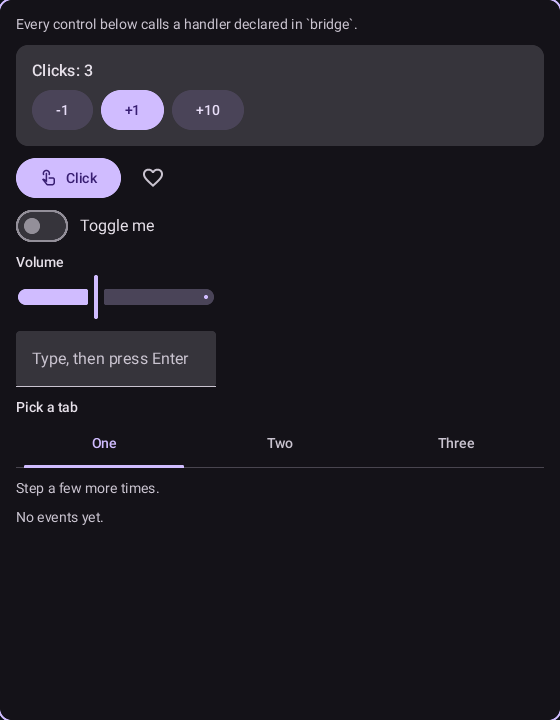 Every control below calls a handler declared in `bridge`.
Clicks: 3
-1 +1 +10
Click
Toggle me
Volume
Type, then press Enter
Pick a tab
One Two Three
Step a few more times.
No events yet.